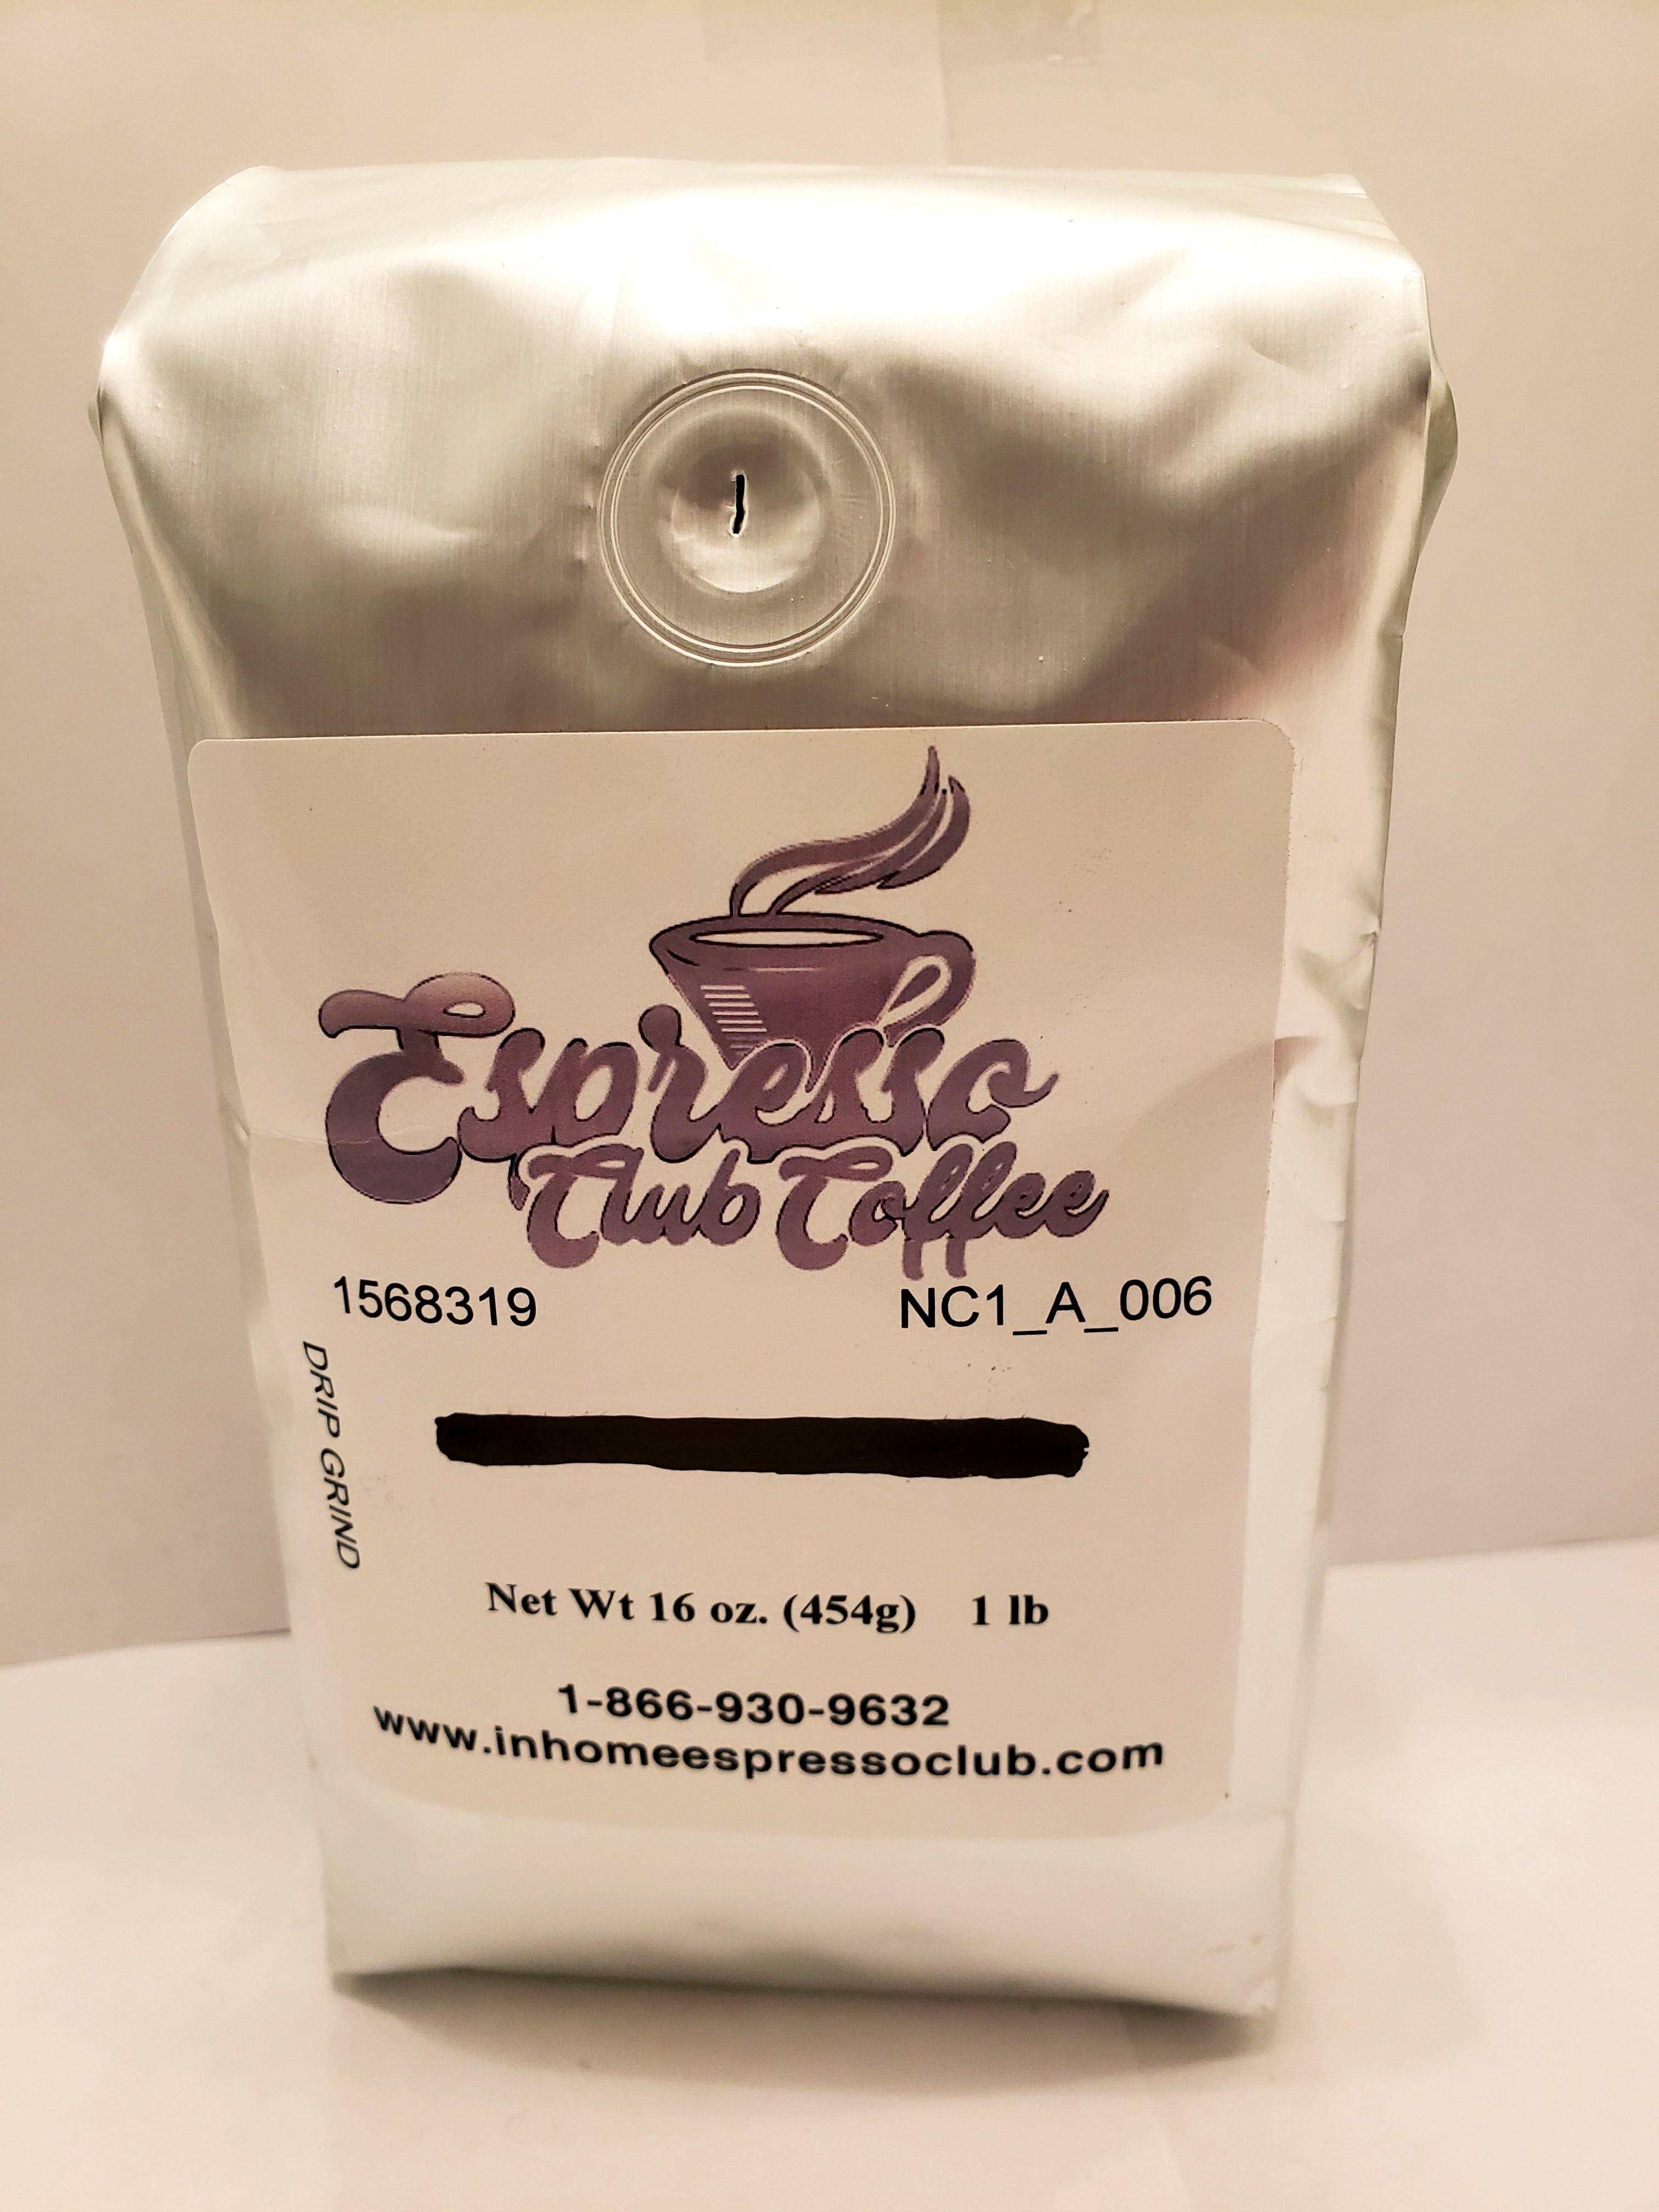 Espresso
Club Coffee
1568319 NC1_A_006
DRIP GRIND
Net Wt 16 oz. (454g) 1 lb
1-866-930-9632
www.inhomeespressoclub.com